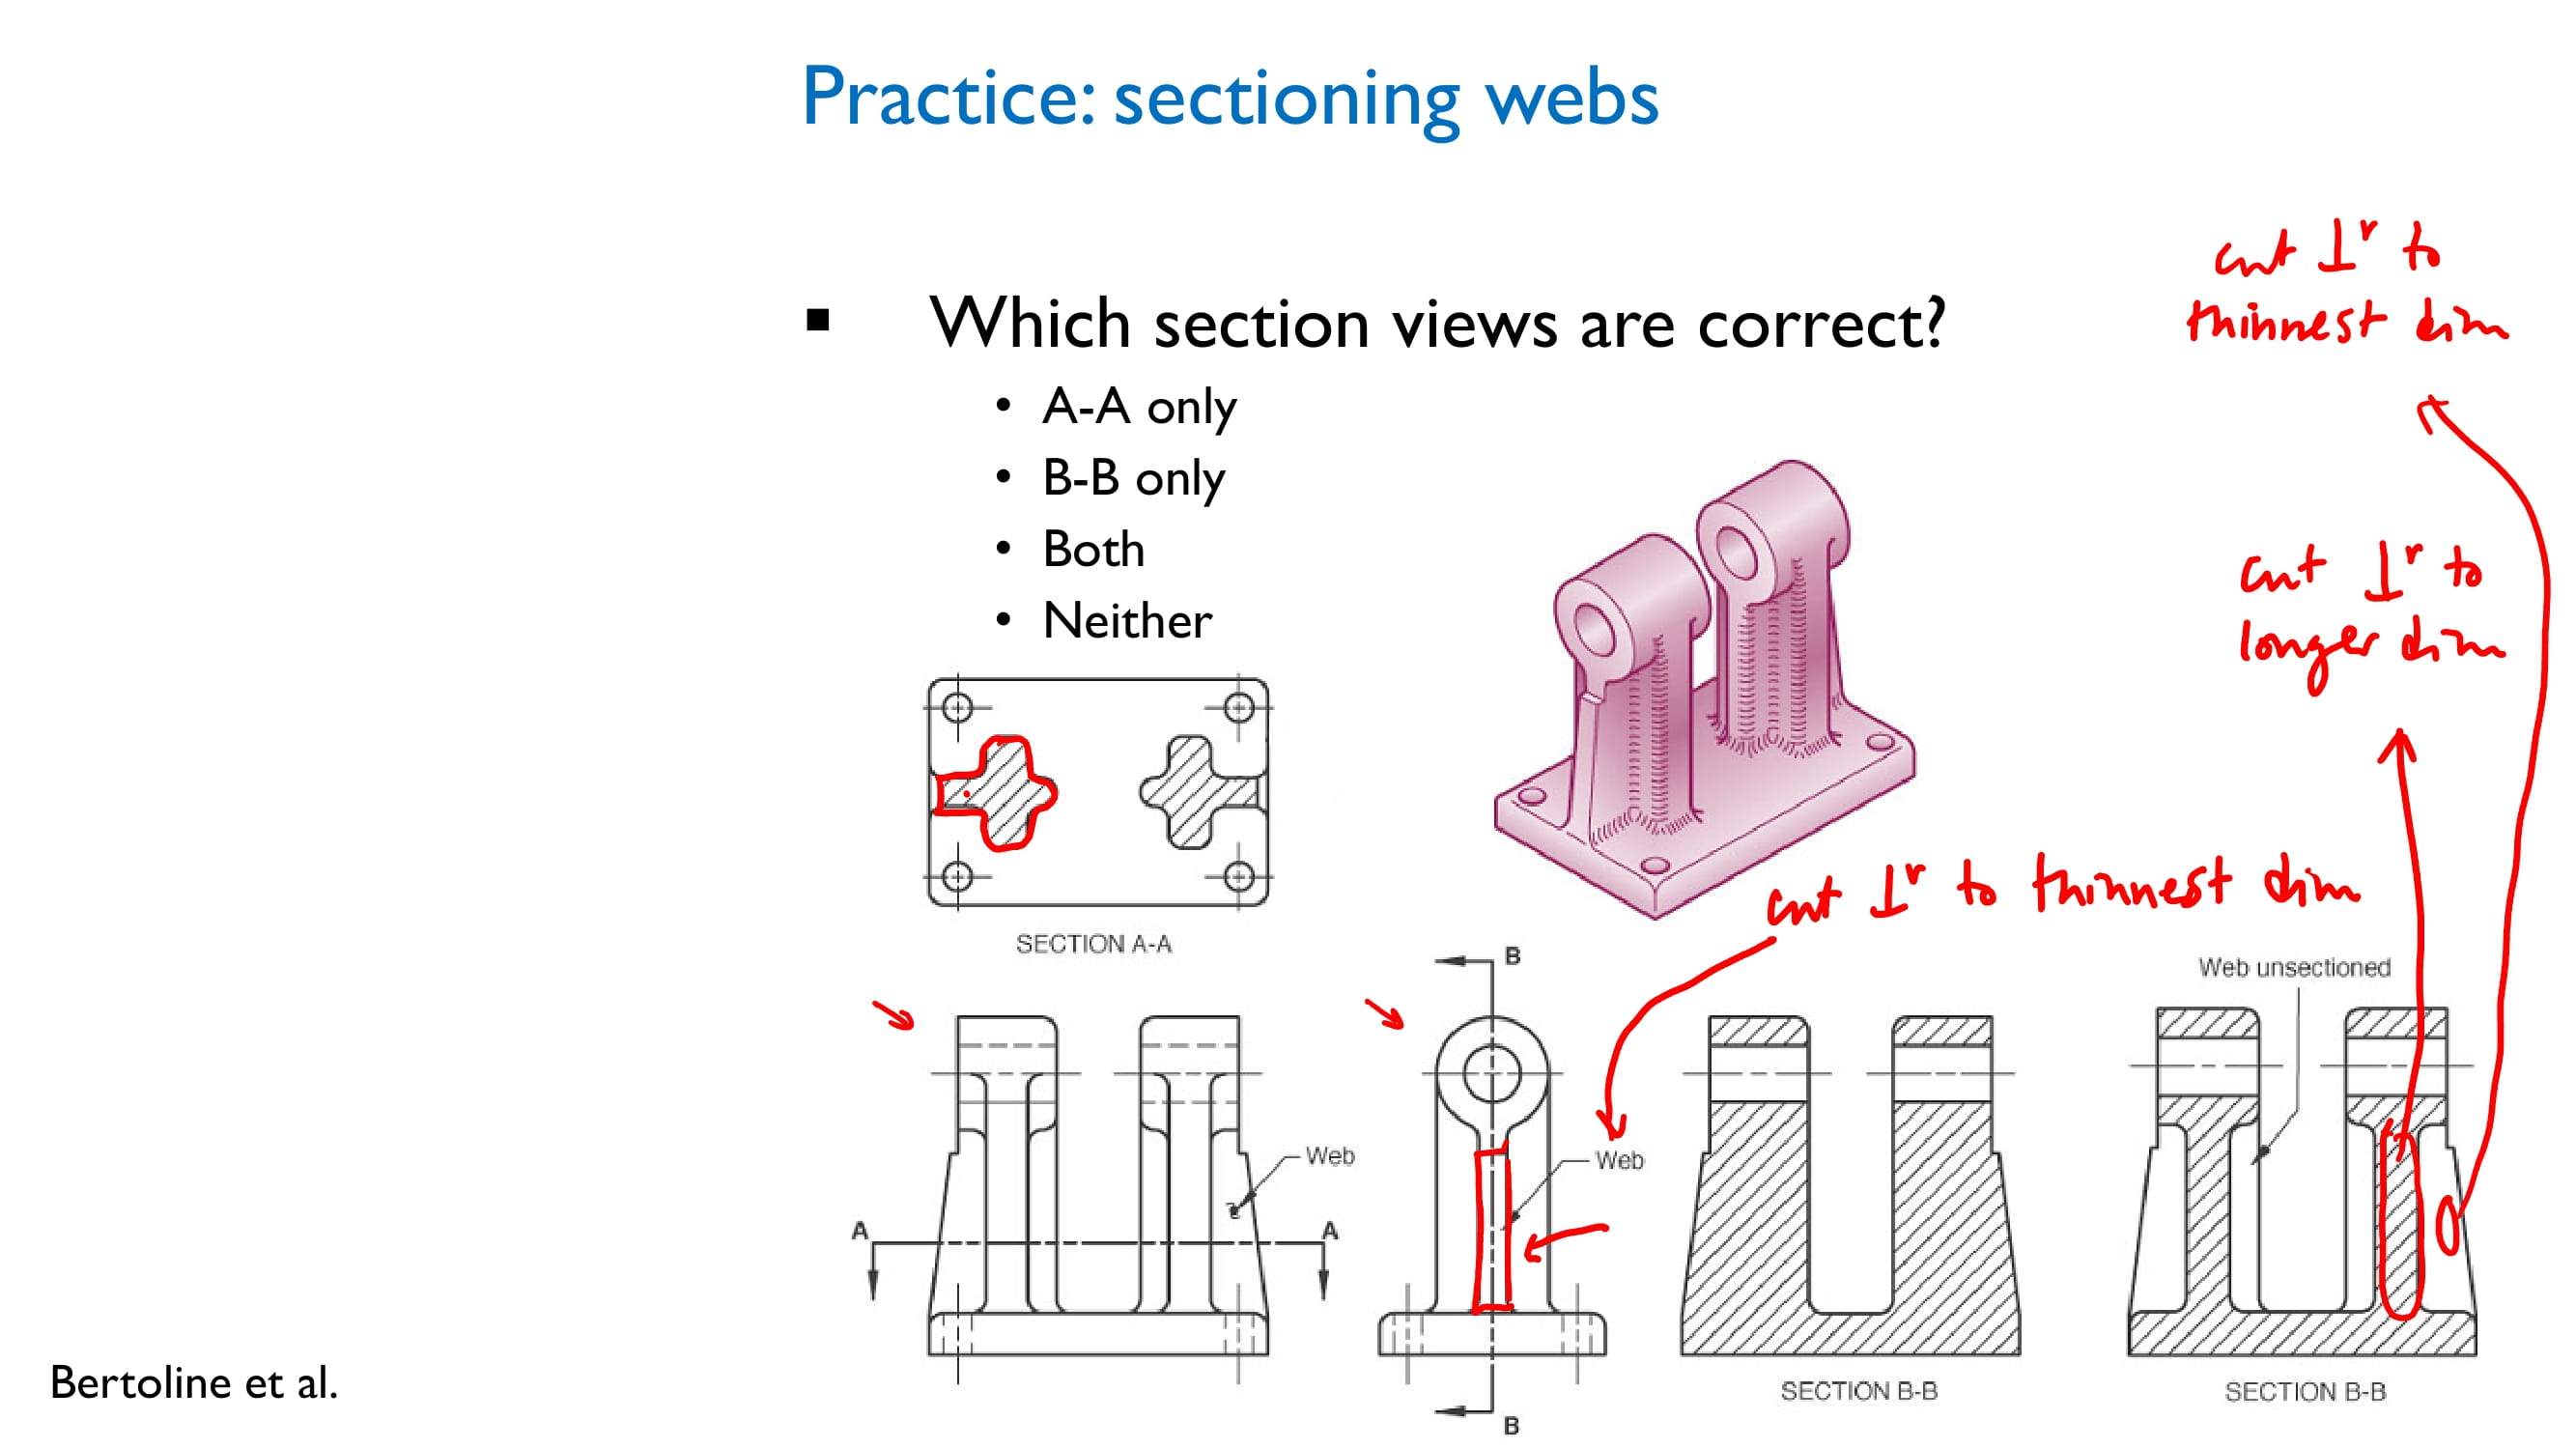 Practice: sectioning webs
▪ Which section views are correct?
• A-A only
• B-B only
• Both
• Neither
cut ⊥r to
thinnest dim
cut ⊥r to
longer dim
cut ⊥r to thinnest dim
SECTION A-A
B
Web unsectioned
Web
Web
A
A
SECTION B-B
SECTION B-B
B
Bertoline et al.